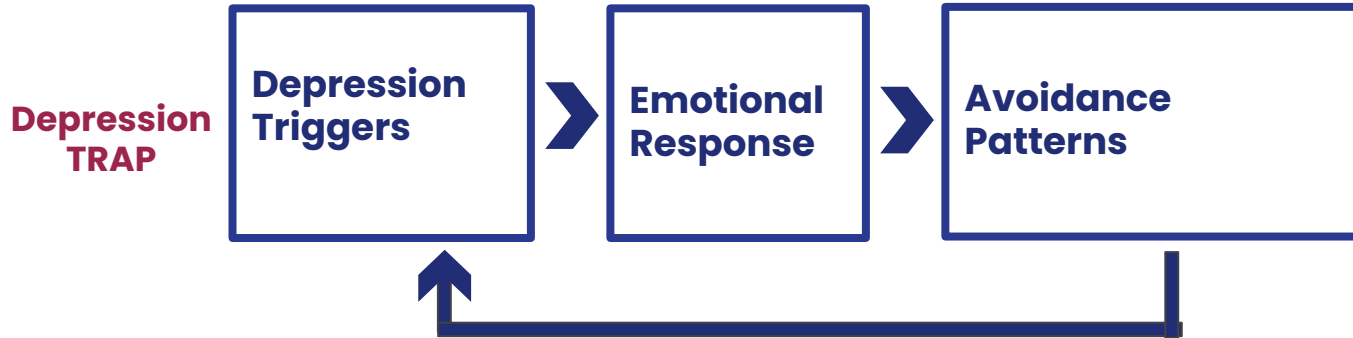 Depression
TRAP
Depression
Triggers
Emotional
Response
Avoidance
Patterns